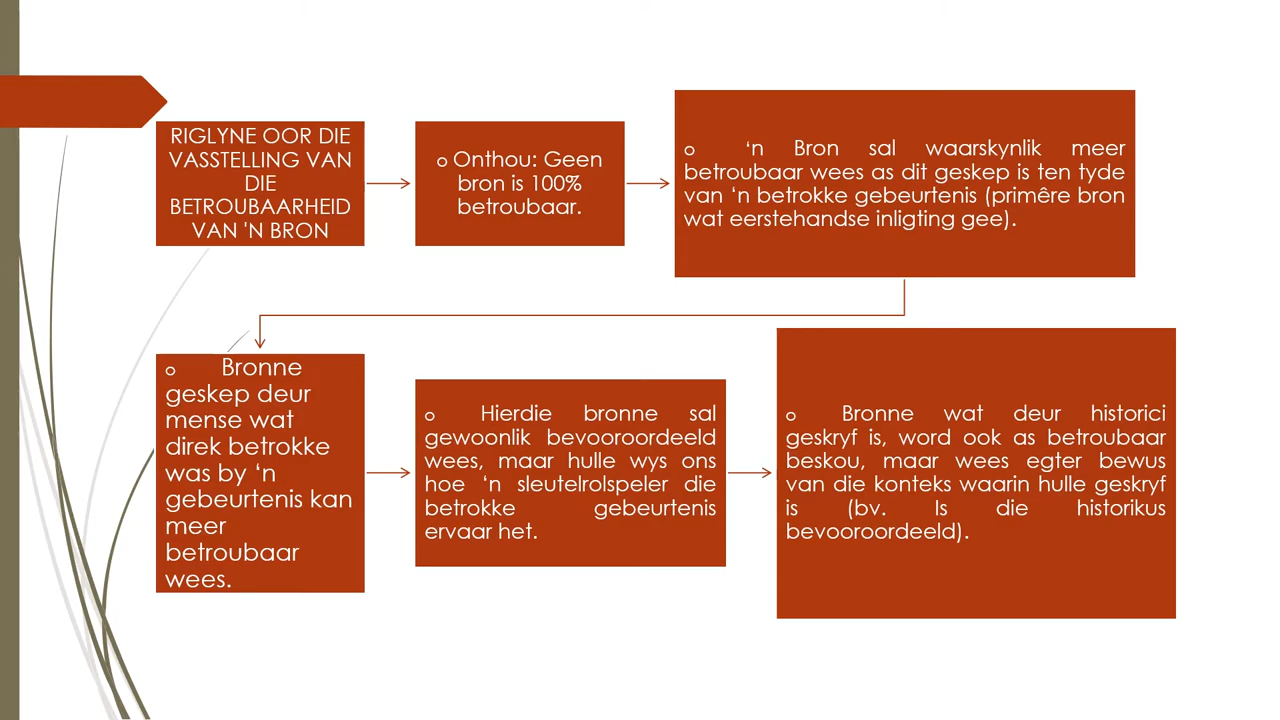 RIGLYNE OOR DIE
VASSTELLING VAN
DIE
BETROUBAARHEID
VAN 'N BRON
o Onthou: Geen
bron is 100%
betroubaar.
o ‘n Bron sal waarskynlik meer
betroubaar wees as dit geskep is ten tyde
van ‘n betrokke gebeurtenis (primêre bron
wat eerstehandse inligting gee).
o Bronne
geskep deur
mense wat
direk betrokke
was by ‘n
gebeurtenis kan
meer
betroubaar
wees.
o Hierdie bronne sal
gewoonlik bevooroordeeld
wees, maar hulle wys ons
hoe ‘n sleutelrolspeler die
betrokke gebeurtenis
ervaar het.
o Bronne wat deur historici
geskryf is, word ook as betroubaar
beskou, maar wees egter bewus
van die konteks waarin hulle geskryf
is (bv. Is die historikus
bevooroordeeld).